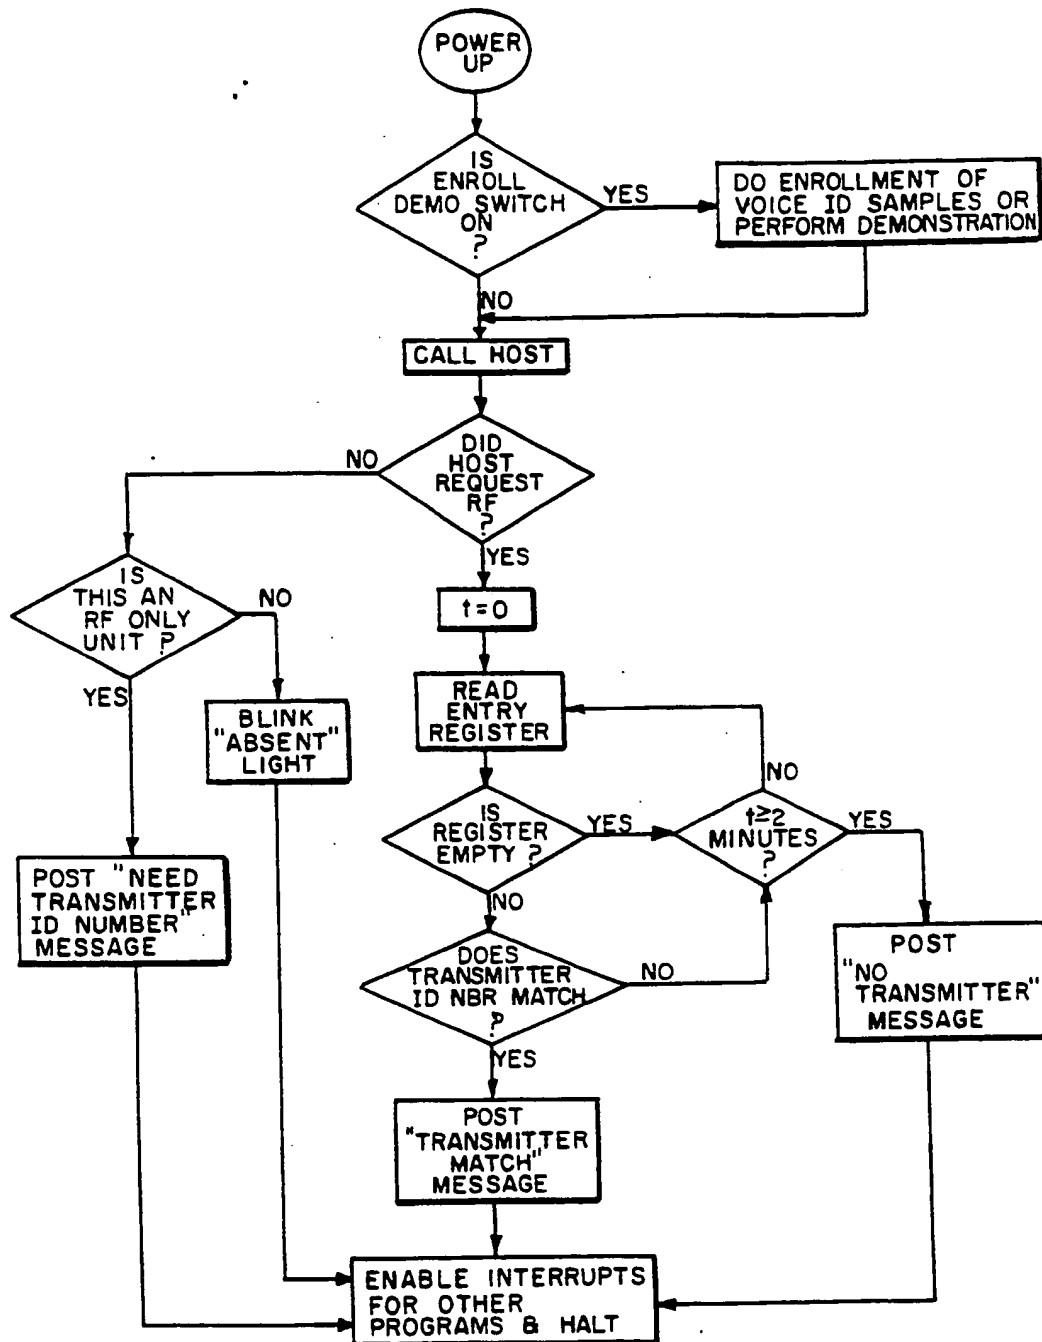 POWER
UP
IS
ENROLL
DEMO SWITCH
ON
?
YES
DO ENROLLMENT OF
VOICE ID SAMPLES OR
PERFORM DEMONSTRATION
NO
CALL HOST
DID
HOST
REQUEST
RF
?
NO
YES
IS
THIS AN
RF ONLY
UNIT ?
NO
YES
t=0
READ
ENTRY
REGISTER
BLINK
"ABSENT"
LIGHT
NO
IS
REGISTER
EMPTY ?
YES
t≥2
MINUTES
?
YES
POST "NEED
TRANSMITTER
ID NUMBER"
MESSAGE
NO
DOES
TRANSMITTER
ID NBR MATCH
?
NO
POST
"NO
TRANSMITTER"
MESSAGE
YES
POST
"TRANSMITTER
MATCH"
MESSAGE
ENABLE INTERRUPTS
FOR OTHER
PROGRAMS & HALT